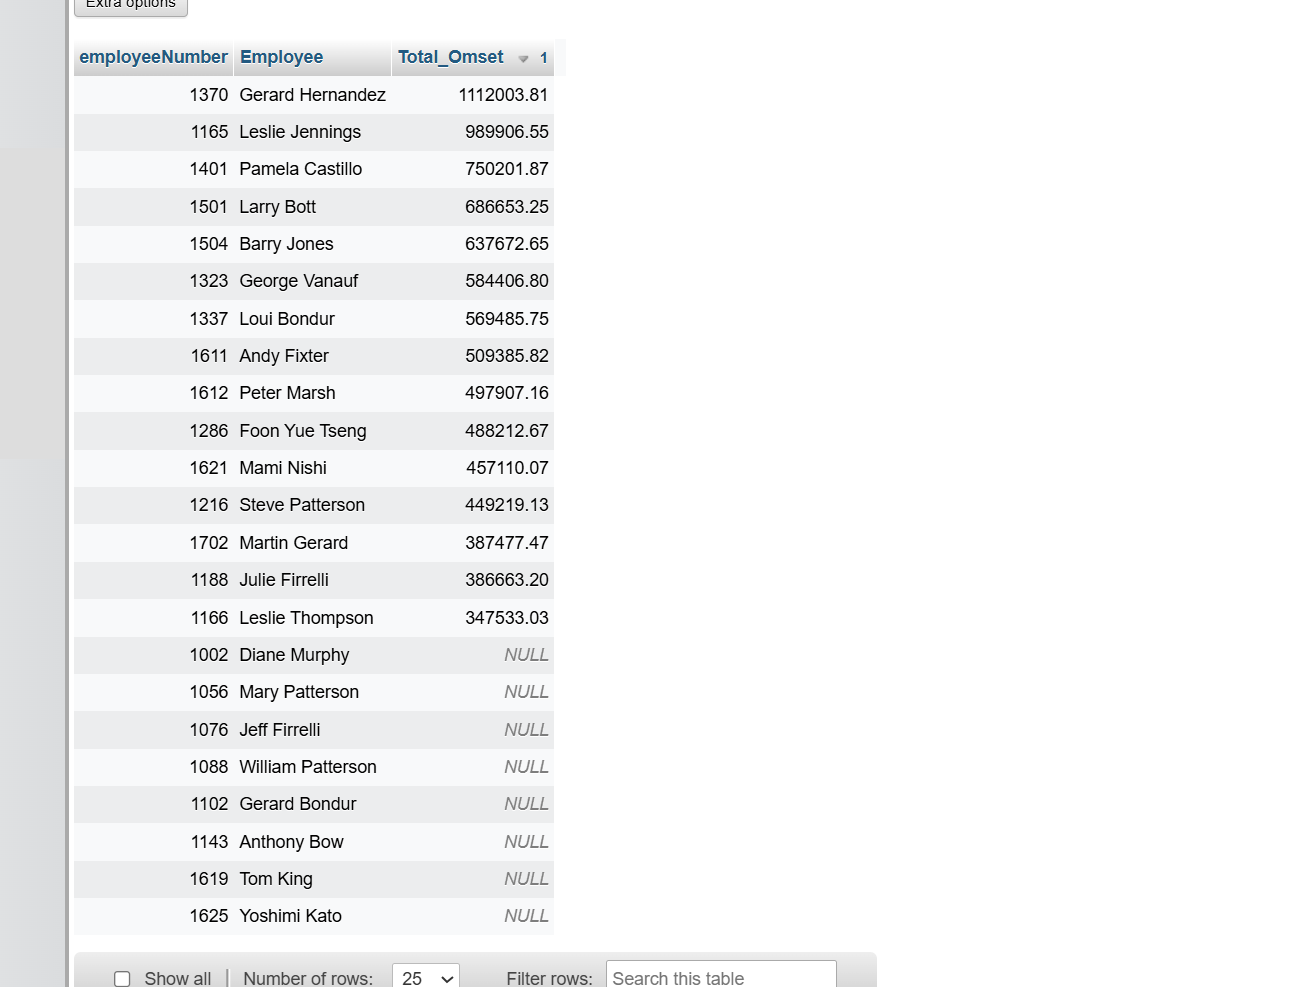 Extra options
employeeNumber Employee Total_Omset 1
1370 Gerard Hernandez 1112003.81
1165 Leslie Jennings 989906.55
1401 Pamela Castillo 750201.87
1501 Larry Bott 686653.25
1504 Barry Jones 637672.65
1323 George Vanauf 584406.80
1337 Loui Bondur 569485.75
1611 Andy Fixter 509385.82
1612 Peter Marsh 497907.16
1286 Foon Yue Tseng 488212.67
1621 Mami Nishi 457110.07
1216 Steve Patterson 449219.13
1702 Martin Gerard 387477.47
1188 Julie Firrelli 386663.20
1166 Leslie Thompson 347533.03
1002 Diane Murphy NULL
1056 Mary Patterson NULL
1076 Jeff Firrelli NULL
1088 William Patterson NULL
1102 Gerard Bondur NULL
1143 Anthony Bow NULL
1619 Tom King NULL
1625 Yoshimi Kato NULL
Show all | Number of rows: 25 Filter rows: Search this table